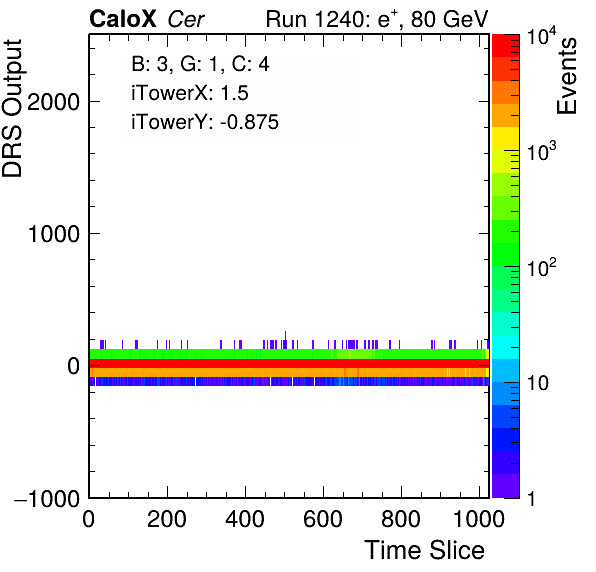 CaloX Cer Run 1240: e+, 80 GeV
B: 3, G: 1, C: 4
iTowerX: 1.5
iTowerY: -0.875
DRS Output
2000
1000
0
−1000
0 200 400 600 800 1000
Time Slice
Events
10^4
10^3
10^2
10
1